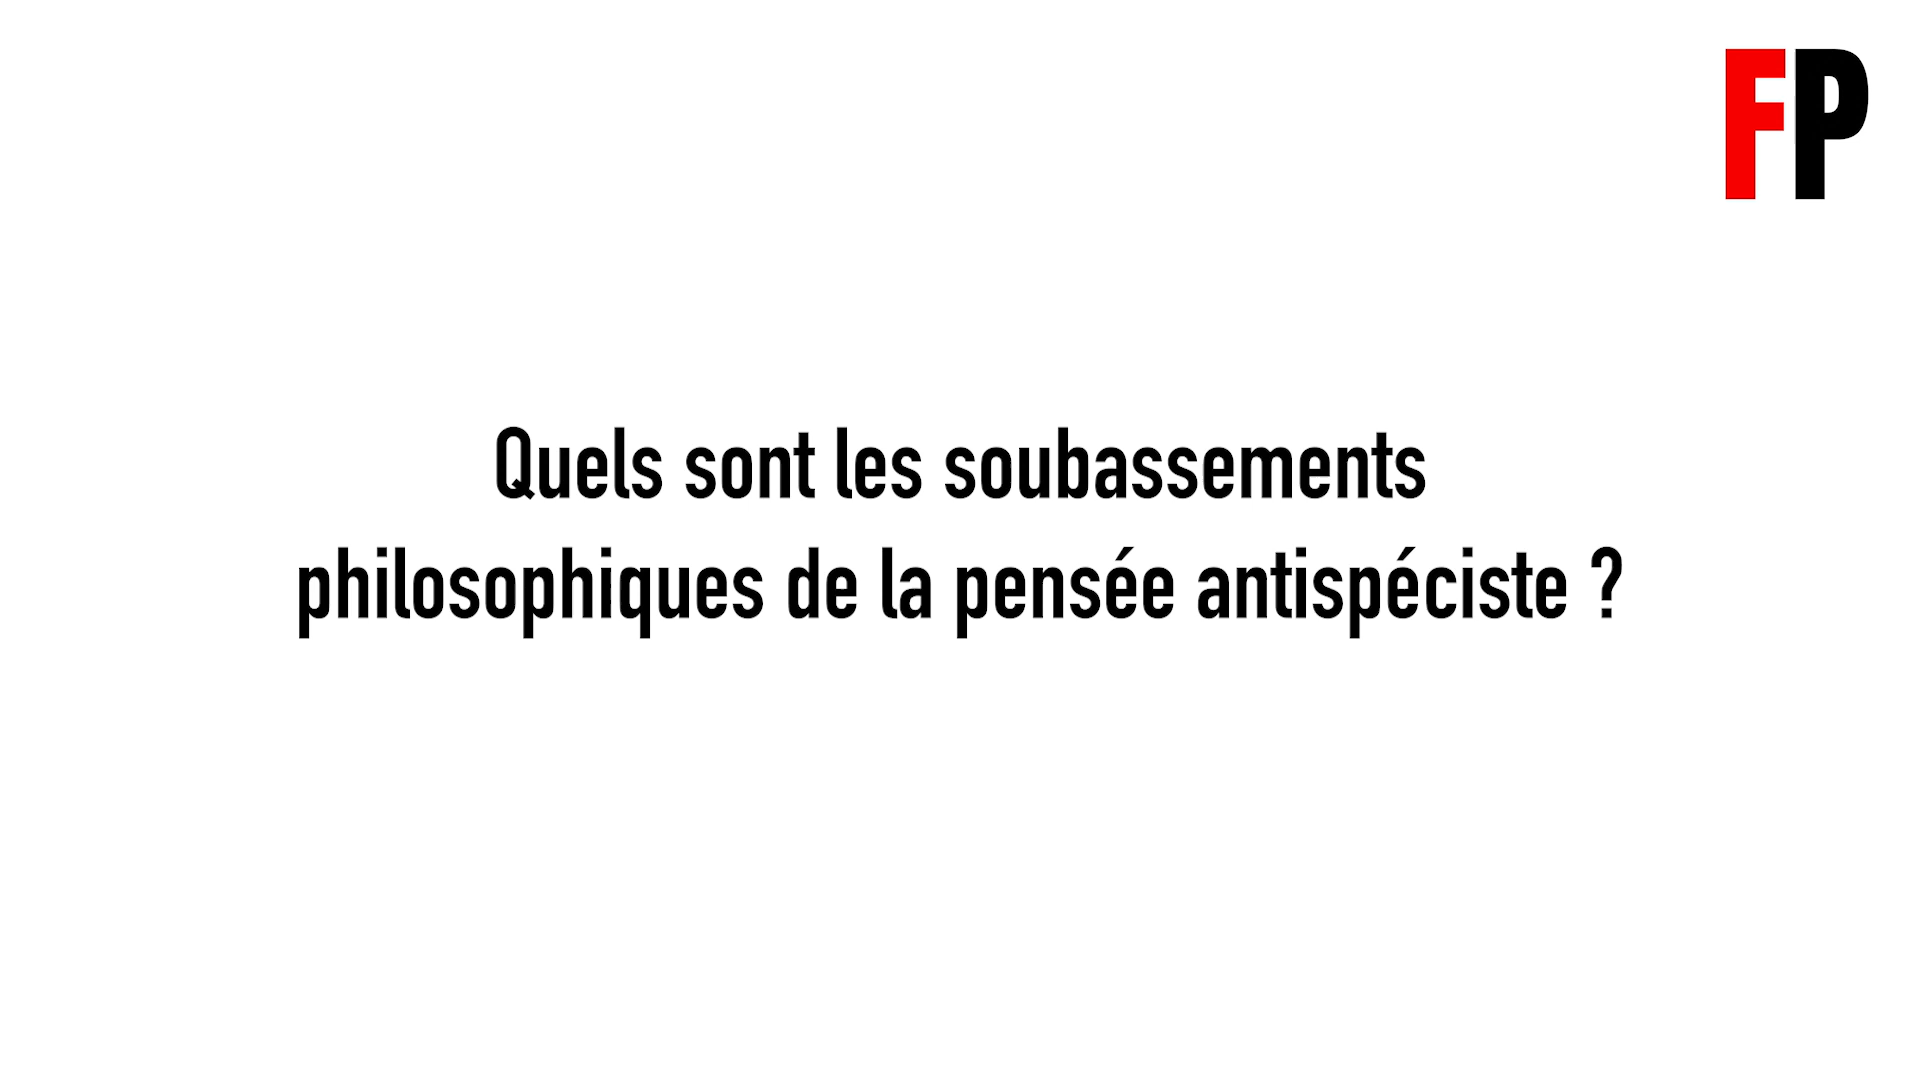 FP
Quels sont les soubassements
philosophiques de la pensée antispéciste ?